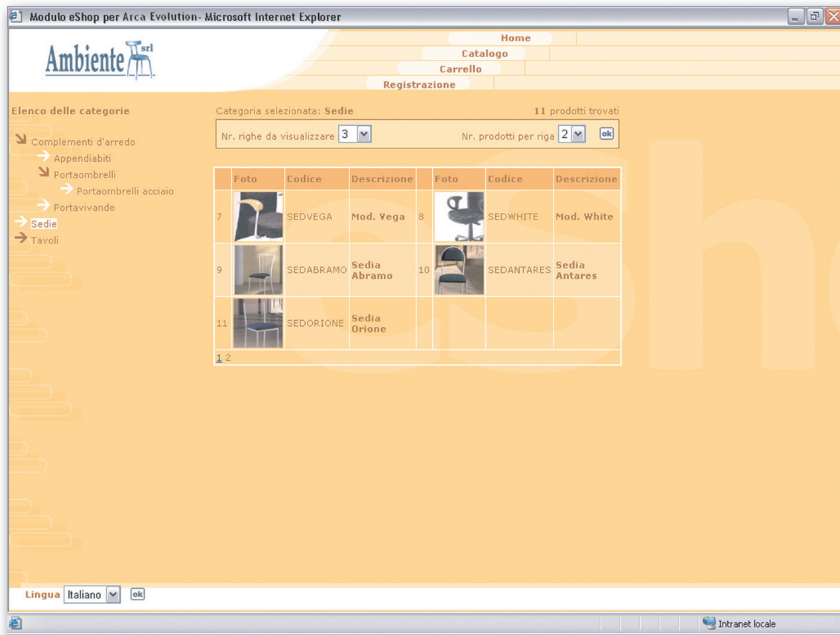 Modulo eShop per Arca Evolution- Microsoft Internet Explorer
Ambiente srl
Home
Catalogo
Carrello
Registrazione
Elenco delle categorie
Complementi d'arredo
Appendiabiti
Portaombrelli
Portaombrelli acciaio
Portavivande
Sedie
Tavoli
Categoria selezionata: Sedie 11 prodotti trovati
Nr. righe da visualizzare 3 Nr. prodotti per riga 2 ok
Foto Codice Descrizione Foto Codice Descrizione
7 SEDVEGA Mod. Vega 8 SEDWHITE Mod. White
9 SEDABRAMO Sedia Abramo 10 SEDANTARES Sedia Antares
11 SEDORIONE Sedia Orione
1 2
eSho
Lingua Italiano ok
Intranet locale